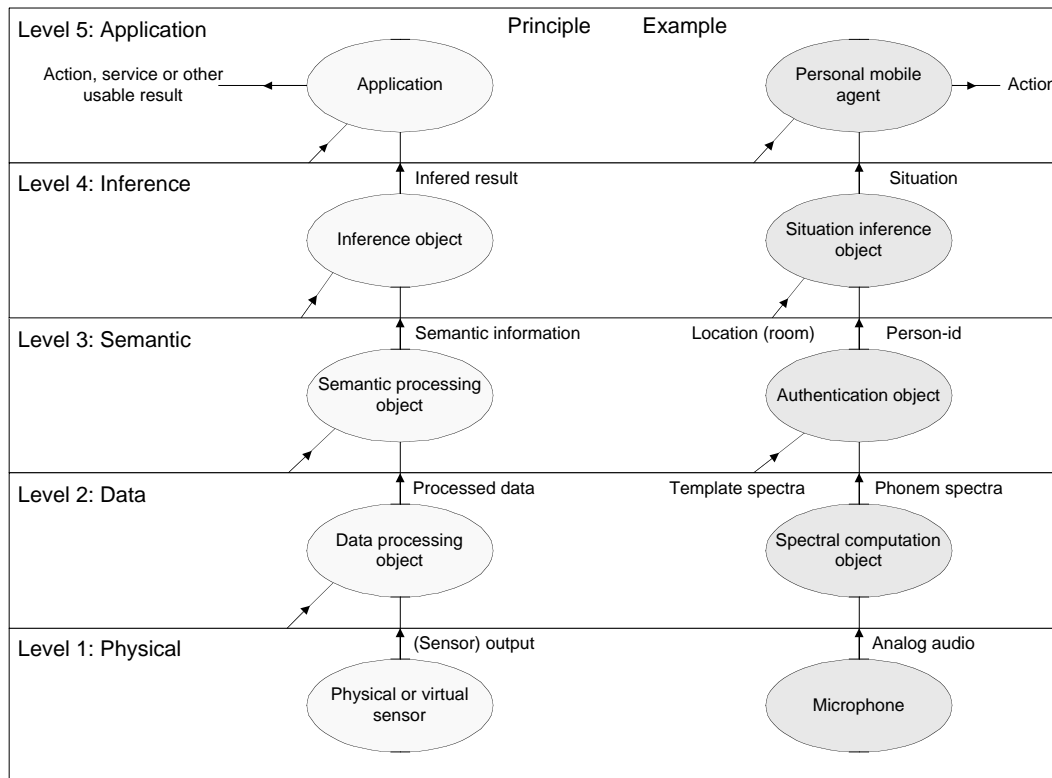 Level 5: Application
Principle
Example
Action, service or other
usable result
Application
Personal mobile
agent
Action
Level 4: Inference
Infered result
Situation
Inference object
Situation inference
object
Level 3: Semantic
Semantic information
Location (room)
Person-id
Semantic processing
object
Authentication object
Level 2: Data
Processed data
Template spectra
Phonem spectra
Data processing
object
Spectral computation
object
Level 1: Physical
(Sensor) output
Analog audio
Physical or virtual
sensor
Microphone